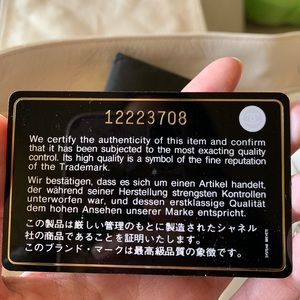 12223708
We certify the authenticity of this item and confirm
that it has been subjected to the most exacting quality
control. Its high quality is a symbol of the fine reputation
of the Trademark.
Wir bestätigen, dass es sich um einen Artikel handelt,
der während seiner Herstellung strengsten Kontrollen
unterworfen war, und dessen erstklassige Qualität
dem hohen Ansehen unserer Marke entspricht.
この製品は厳しい管理のもとに製造されたシャネル
社の商品であることを証明いたします。
このブランド・マークは最高級品質の象徴です。